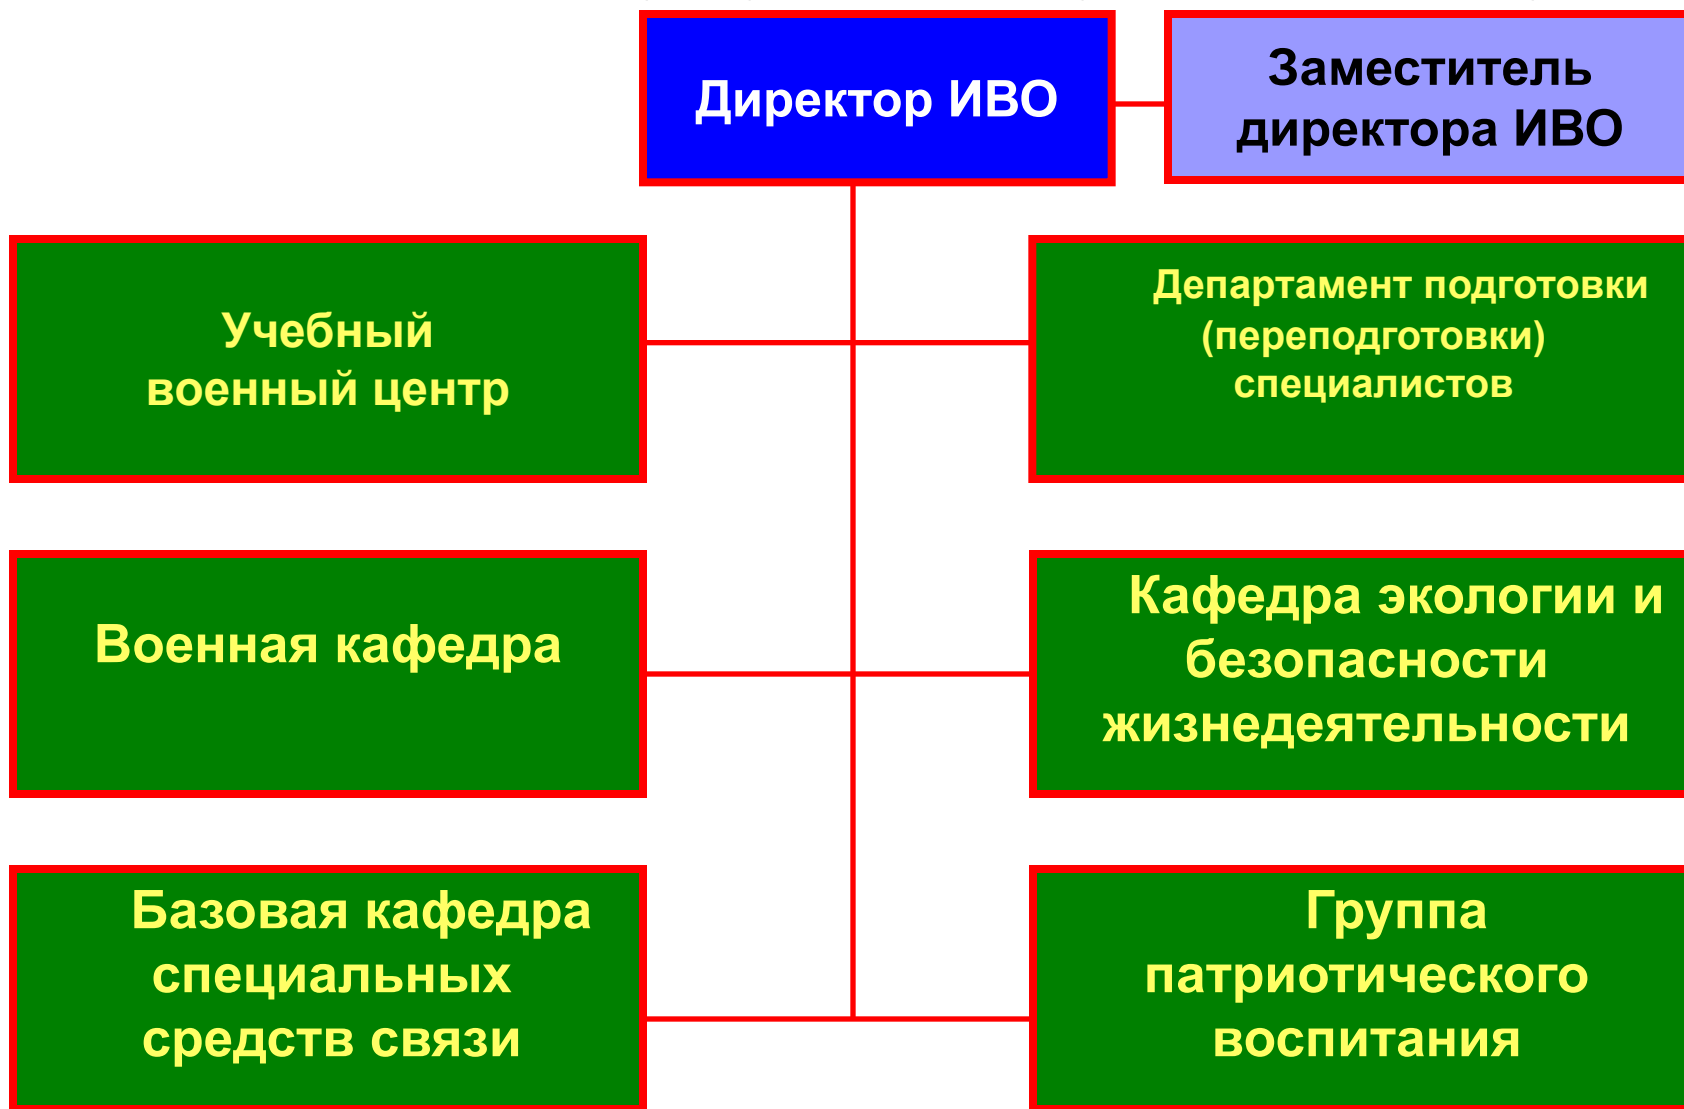 Директор ИВО
Заместитель
директора ИВО
Учебный
военный центр
Департамент подготовки
(переподготовки)
специалистов
Военная кафедра
Кафедра экологии и
безопасности
жизнедеятельности
Базовая кафедра
специальных
средств связи
Группа
патриотического
воспитания